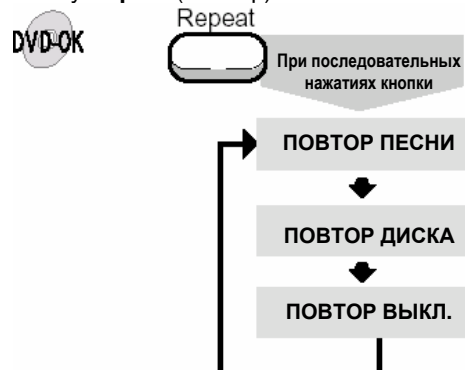 Repeat
DVD-OK
При последовательных
нажатиях кнопки
ПОВТОР ПЕСНИ
ПОВТОР ДИСКА
ПОВТОР ВЫКЛ.